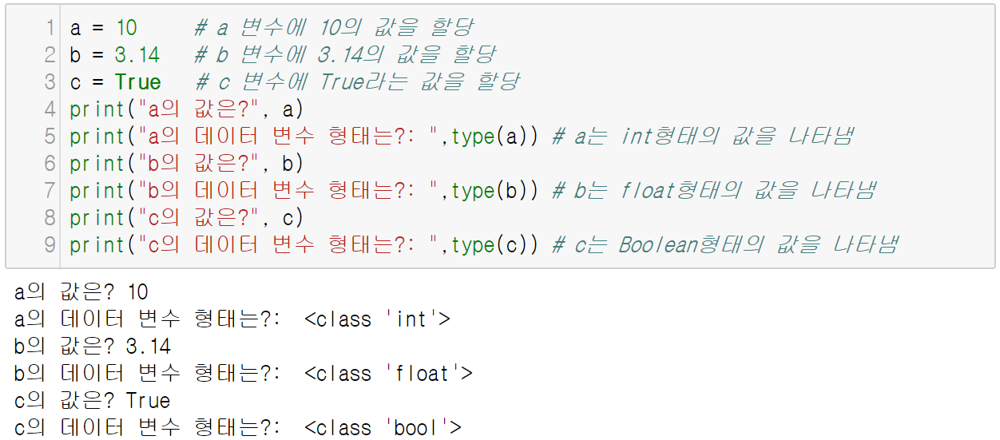 1 a = 10 # a 변수에 10의 값을 할당
2 b = 3.14 # b 변수에 3.14의 값을 할당
3 c = True # c 변수에 True라는 값을 할당
4 print("a의 값은?", a)
5 print("a의 데이터 변수 형태는?: ",type(a)) # a는 int형태의 값을 나타냄
6 print("b의 값은?", b)
7 print("b의 데이터 변수 형태는?: ",type(b)) # b는 float형태의 값을 나타냄
8 print("c의 값은?", c)
9 print("c의 데이터 변수 형태는?: ",type(c)) # c는 Boolean형태의 값을 나타냄
a의 값은? 10
a의 데이터 변수 형태는?:  <class 'int'>
b의 값은? 3.14
b의 데이터 변수 형태는?:  <class 'float'>
c의 값은? True
c의 데이터 변수 형태는?:  <class 'bool'>